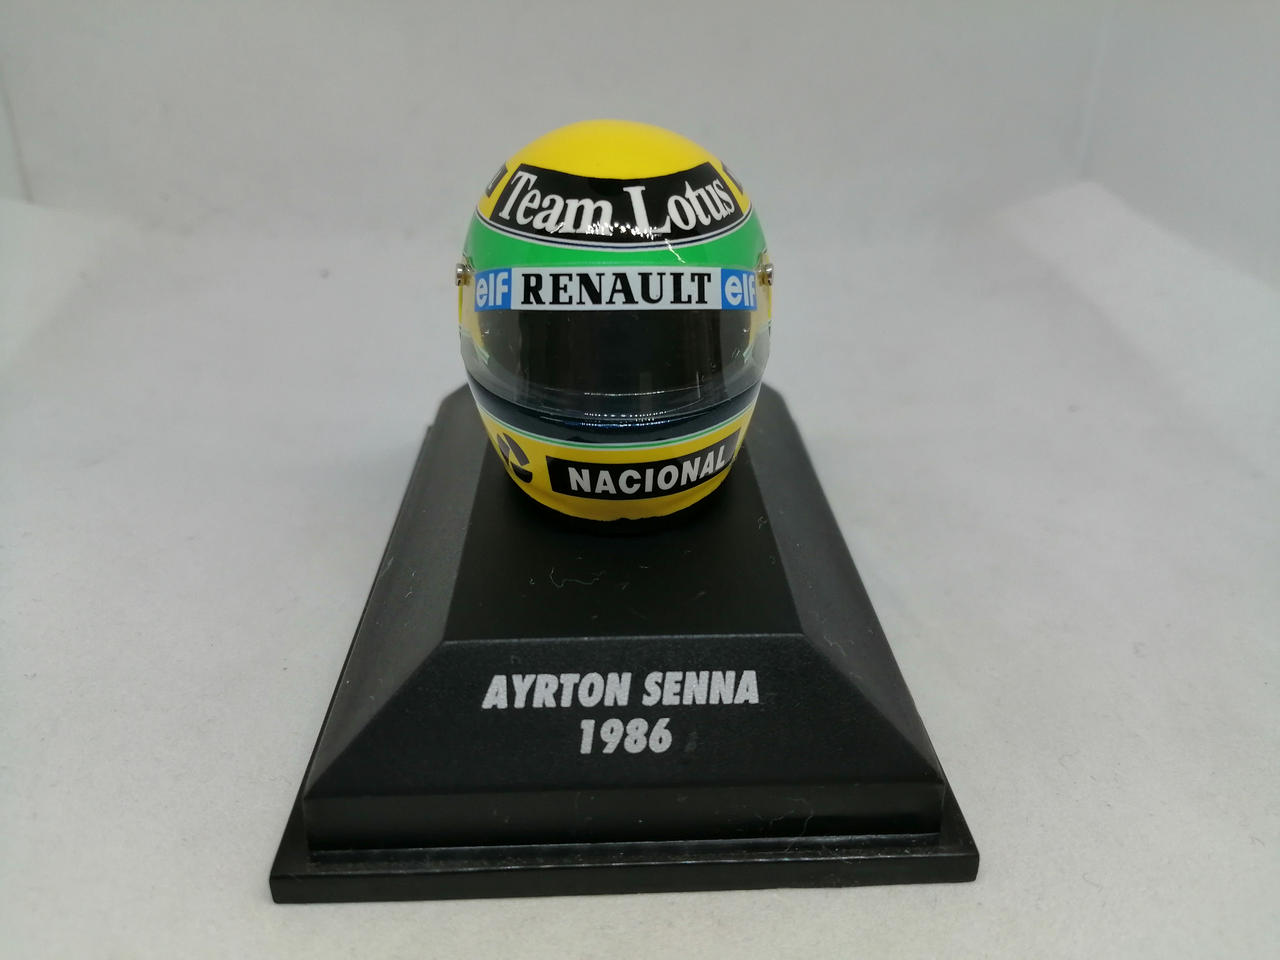 Team Lotus
elf RENAULT elf
NACIONAL
AYRTON SENNA
1986